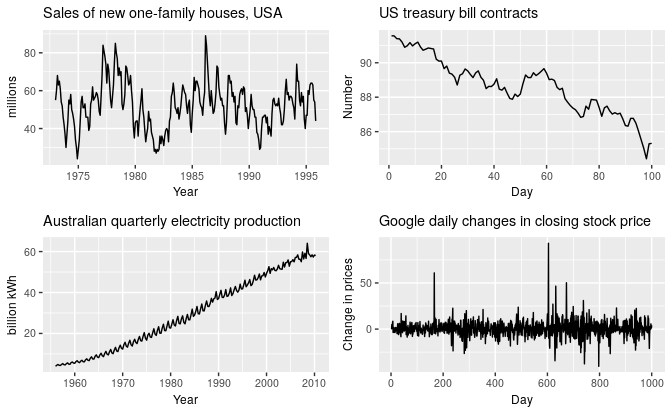 Sales of new one-family houses, USA
80
60
40
millions
1975 1980 1985 1990 1995
Year
US treasury bill contracts
90
88
86
Number
0 20 40 60 80 100
Day
Australian quarterly electricity production
60
40
20
billion kWh
1960 1970 1980 1990 2000 2010
Year
Google daily changes in closing stock price
50
0
Change in prices
0 200 400 600 800 1000
Day